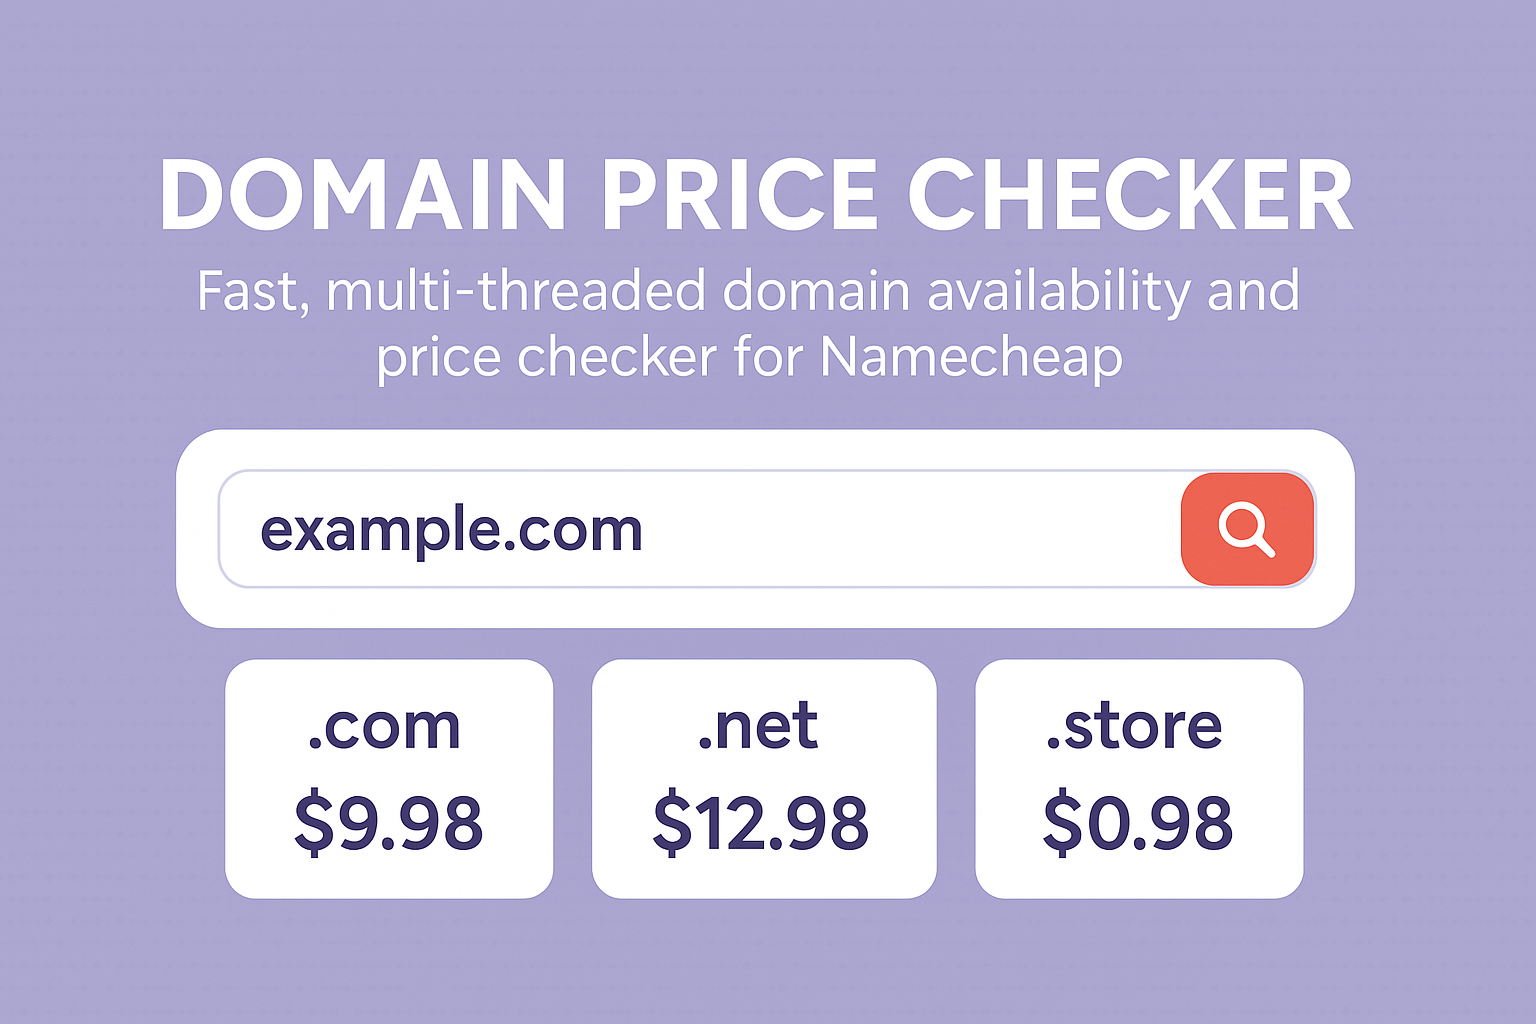 DOMAIN PRICE CHECKER
Fast, multi-threaded domain availability and
price checker for Namecheap
example.com
.com
$9.98
.net
$12.98
.store
$0.98